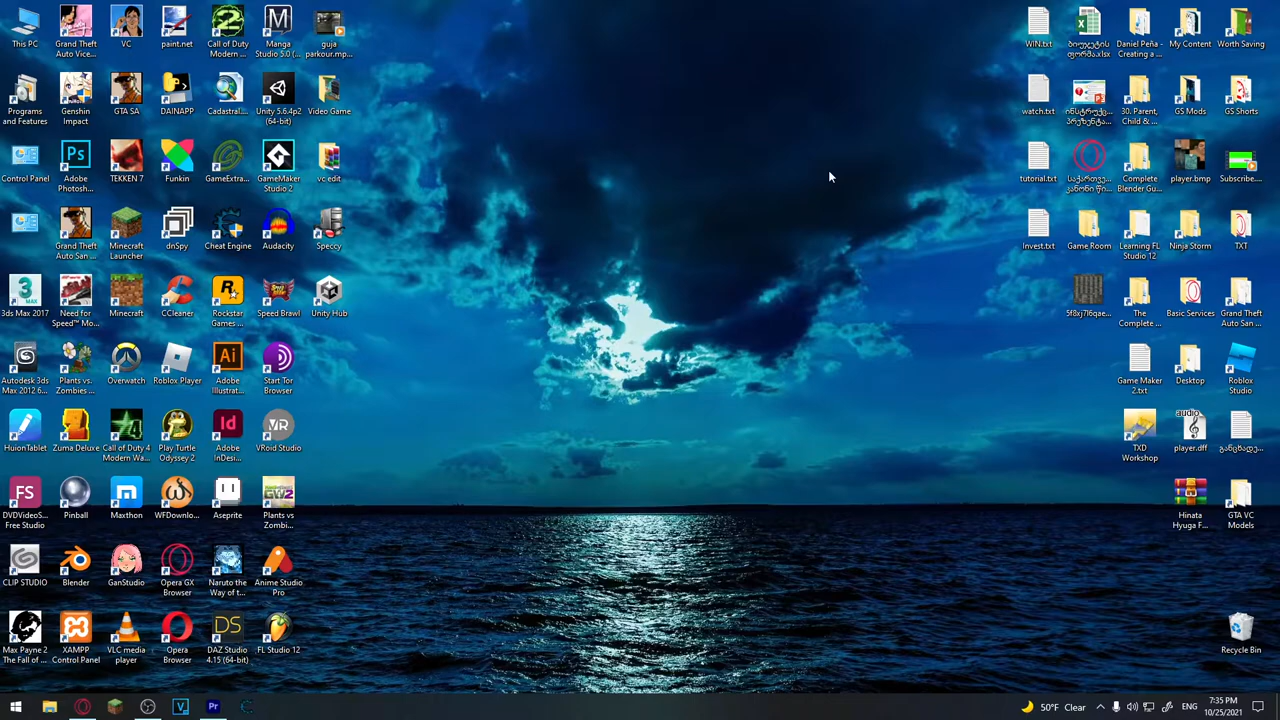 This PC
Grand Theft
Auto Vice...
VC
paint.net
Call of Duty
Modern ...
Manga
Studio 5.0 (...
guja
parkour.mp...
Programs
and Features
Genshin
Impact
GTA SA
DAINAPP
Cadastral...
Unity 5.6.4p2
(64-bit)
Video Game
Control Panel
Ps
Adobe
Photosh...
TEKKEN 7
Funkin
GameExtra...
GameMaker
Studio 2
vc edit
Grand Theft
Auto San ...
Minecraft
Launcher
dnSpy
Cheat Engine
Audacity
Speccy
3ds Max 2017
Need for
Speed™ Mo...
Minecraft
CCleaner
Rockstar
Games ...
Speed Brawl
Unity Hub
Autodesk 3ds
Max 2012 6...
Plants vs.
Zombies ...
Overwatch
Roblox Player
Ai
Adobe
Illustrat...
Start Tor
Browser
HuionTablet
Zuma Deluxe
Call of Duty 4
Modern Wa...
Play Turtle
Odyssey 2
Id
Adobe
InDesi...
VR
VRoid Studio
FS
DVDVideoS...
Free Studio
Pinball
Maxthon
WFDownlo...
Aseprite
Plants vs
Zombi...
CLIP STUDIO
Blender
GanStudio
Opera GX
Browser
Naruto the
Way of t...
Anime Studio
Pro
Max Payne 2
The Fall of ...
XAMPP
Control Panel
VLC media
player
Opera
Browser
DS
DAZ Studio
4.15 (64-bit)
FL Studio 12
WIN.txt
Daniel Peña -
Creating a ...
My Content
Worth Saving
watch.txt
30. Parent,
Child & ...
GS Mods
GS Shorts
tutorial.txt
Complete
Blender Gu...
player.bmp
Subscribe....
Invest.txt
Game Room
Learning FL
Studio 12
Ninja Storm
TXT
The
Complete ...
Basic Services
Grand Theft
Auto San ...
Game Maker
2.txt
Desktop
Roblox
Studio
TXD
Workshop
audio
player.dff
Hinata
Hyuga F...
GTA VC
Models
Recycle Bin
50°F Clear
ENG
7:35 PM
10/25/2021